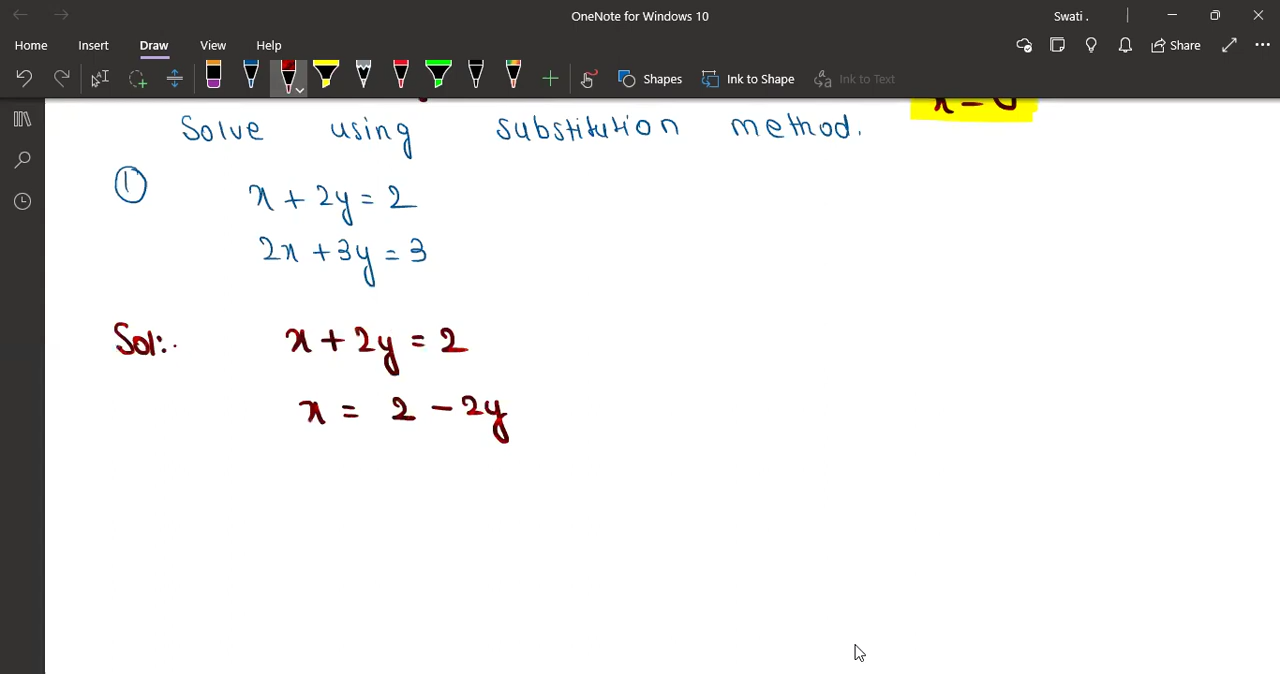 OneNote for Windows 10
Swati .
Home Insert Draw View Help
Share
Shapes Ink to Shape Ink to Text
Solve using substitution method.
① x + 2y = 2
2x + 3y = 3
Sol:. x + 2y = 2
x = 2 - 2y